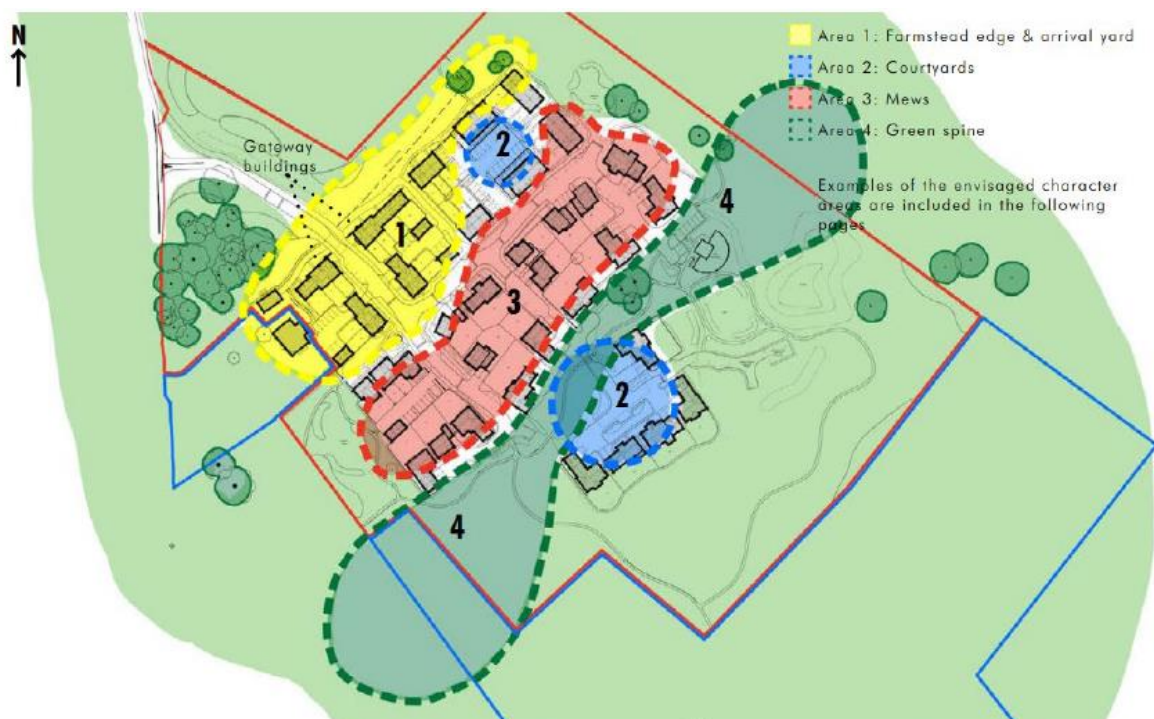 N
Area 1: Farmstead edge & arrival yard
Area 2: Courtyards
Area 3: Mews
Area 4: Green spine
Gateway
buildings
Examples of the envisaged character
areas are included in the following
pages
2
4
1
3
2
4